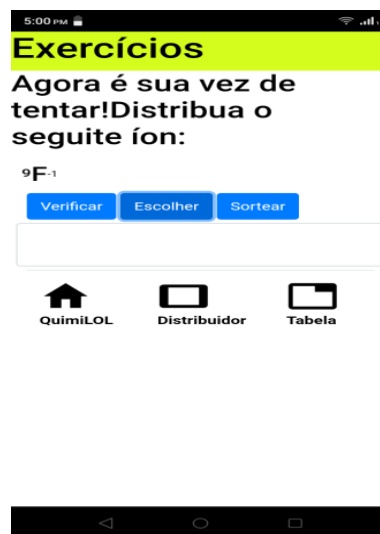 5:00 PM
Exercícios
Agora é sua vez de
tentar!Distribua o
seguite íon:
9F-1
Verificar Escolher Sortear
QuimiLOL Distribuidor Tabela